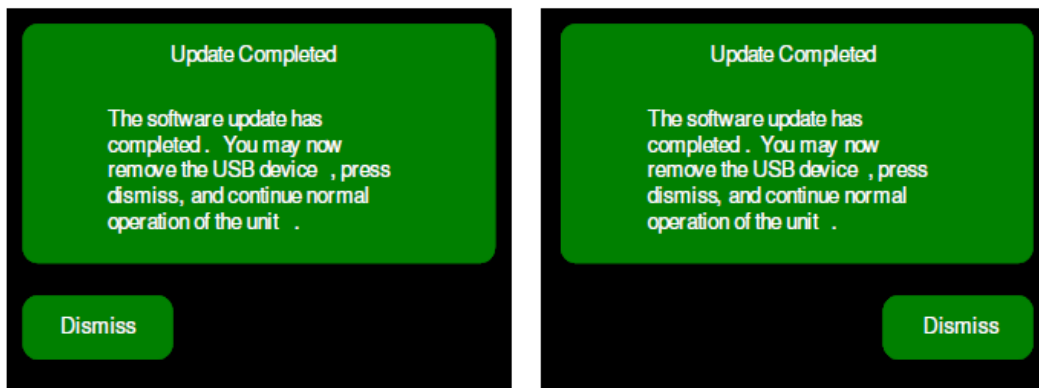 Update Completed
The software update has
completed . You may now
remove the USB device , press
dismiss, and continue normal
operation of the unit .
Dismiss
Update Completed
The software update has
completed . You may now
remove the USB device , press
dismiss, and continue normal
operation of the unit .
Dismiss